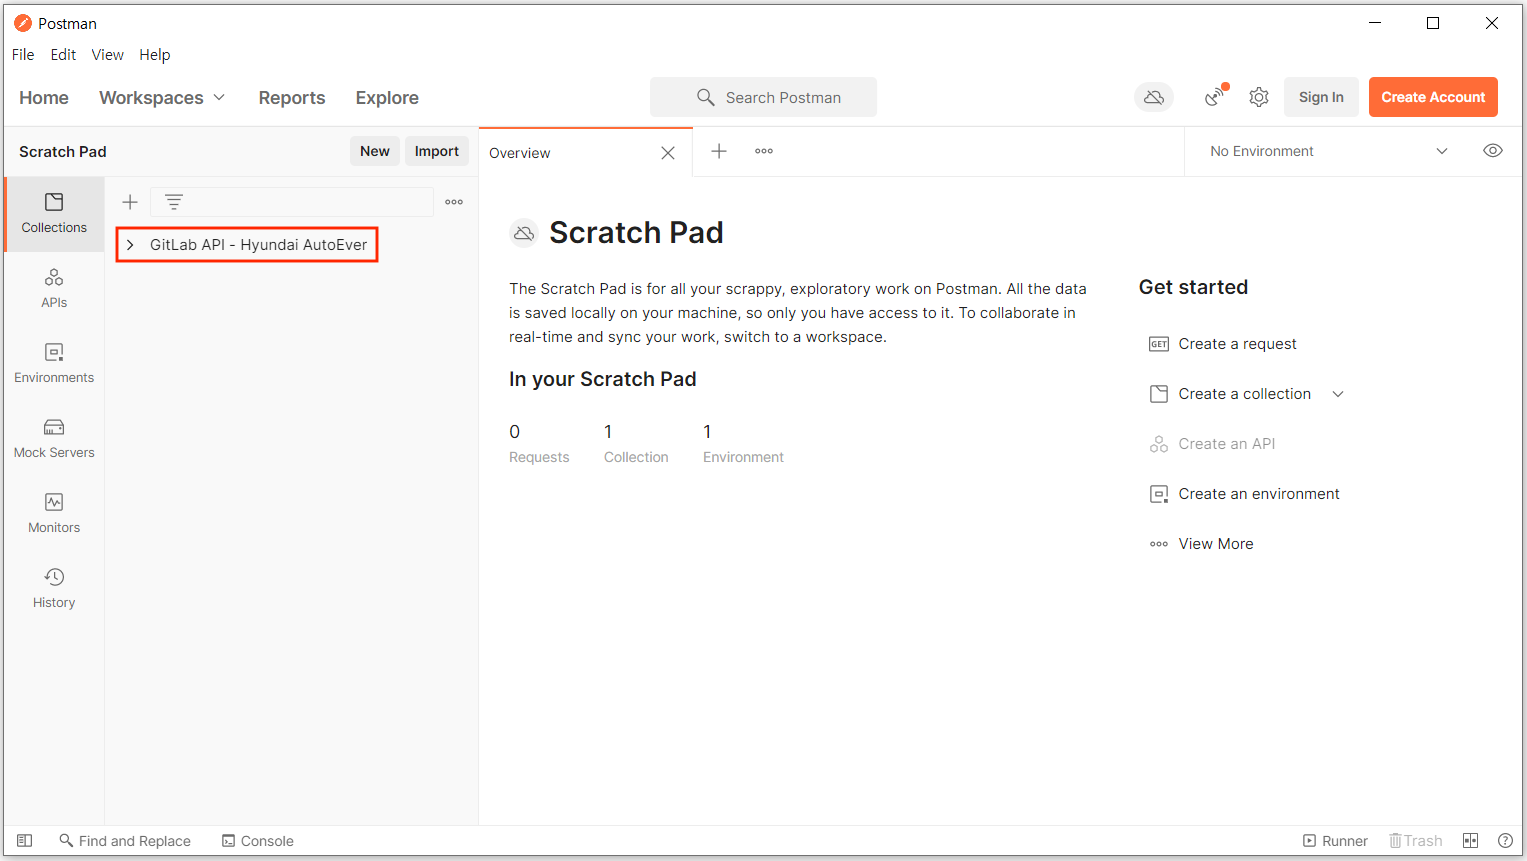 Postman
File Edit View Help
Home Workspaces Reports Explore Search Postman Sign In Create Account
Scratch Pad New Import Overview No Environment
Collections
GitLab API - Hyundai AutoEver
APIs
Environments
Mock Servers
Monitors
History
Scratch Pad
The Scratch Pad is for all your scrappy, exploratory work on Postman. All the data
is saved locally on your machine, so only you have access to it. To collaborate in
real-time and sync your work, switch to a workspace.
In your Scratch Pad
0 1 1
Requests Collection Environment
Get started
GET Create a request
Create a collection
Create an API
Create an environment
View More
Find and Replace Console Runner Trash